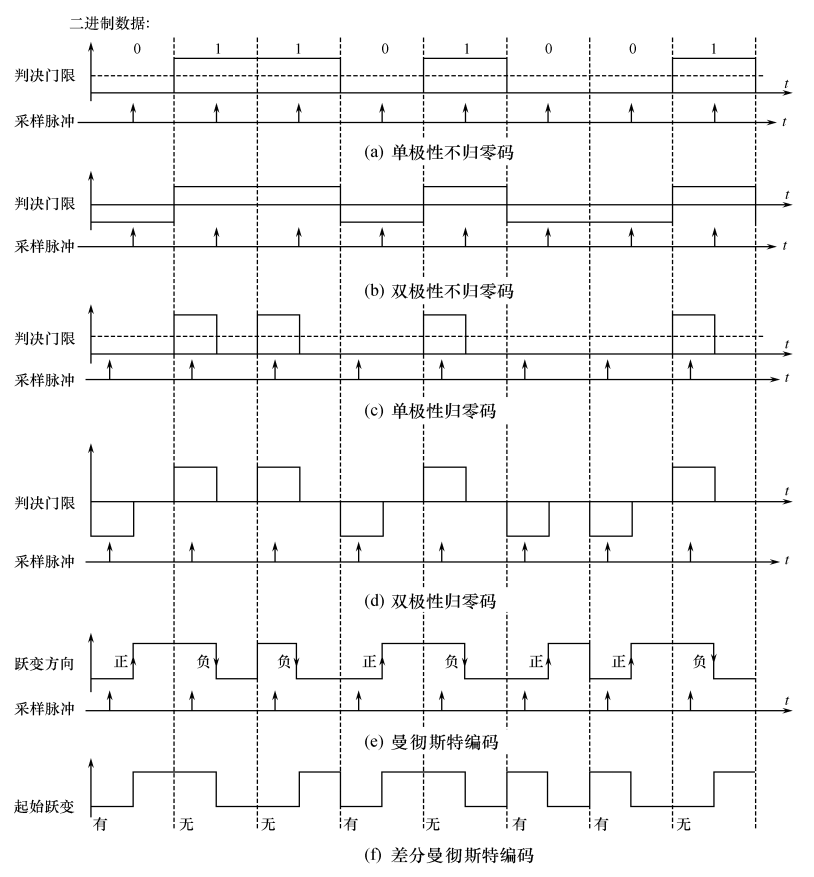 二进制数据:
0 1 1 0 1 0 0 1
判决门限
t
采样脉冲
t
(a) 单极性不归零码
判决门限
t
采样脉冲
t
(b) 双极性不归零码
判决门限
t
采样脉冲
t
(c) 单极性归零码
判决门限
t
采样脉冲
t
(d) 双极性归零码
跃变方向 正 负 负 正 负 正 正 负
采样脉冲
t
(e) 曼彻斯特编码
起始跃变
有 无 无 有 无 有 有 无
(f) 差分曼彻斯特编码